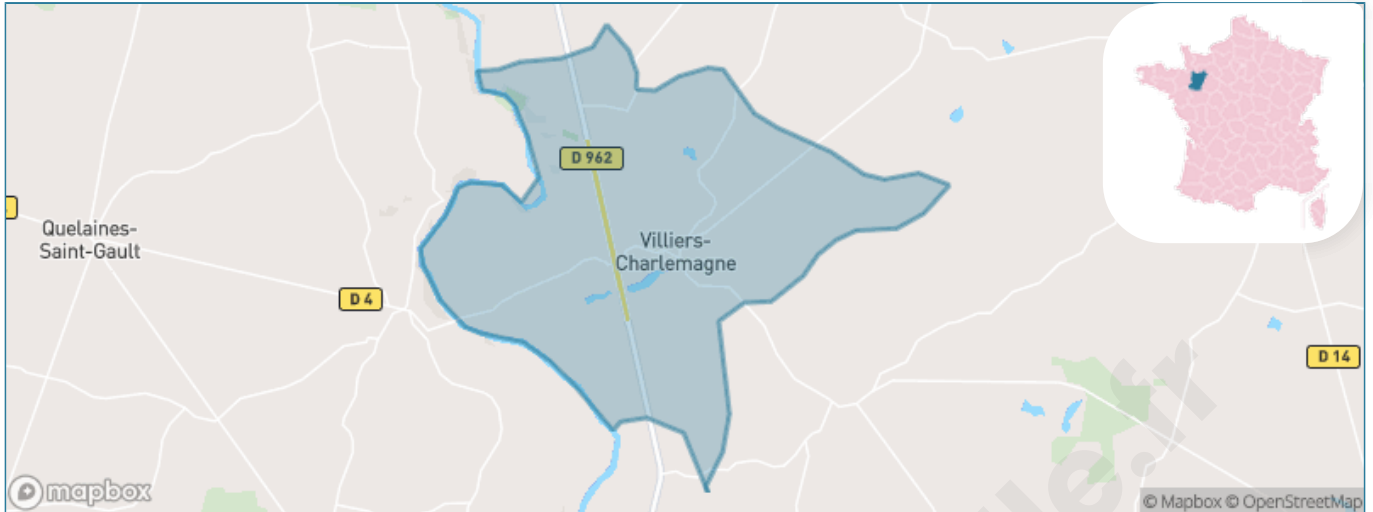 D 962
Quelaines-
Saint-Gault
Villiers-
Charlemagne
D 4
D 14
mapbox
© Mapbox © OpenStreetMap